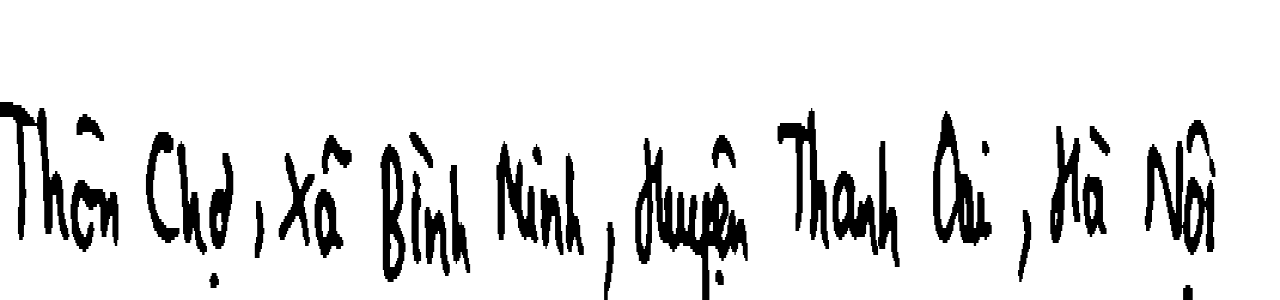 Thôn Chợ, Xã Bình Ninh, Huyện Thanh Oai, Hà Nội